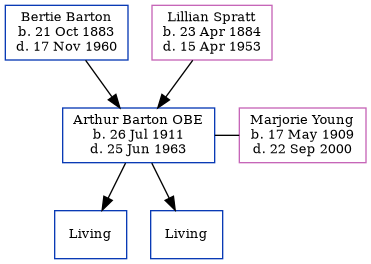 Bertie Barton
b. 21 Oct 1883
d. 17 Nov 1960
Lillian Spratt
b. 23 Apr 1884
d. 15 Apr 1953
Arthur Barton OBE
b. 26 Jul 1911
d. 25 Jun 1963
Marjorie Young
b. 17 May 1909
d. 22 Sep 2000
Living
Living